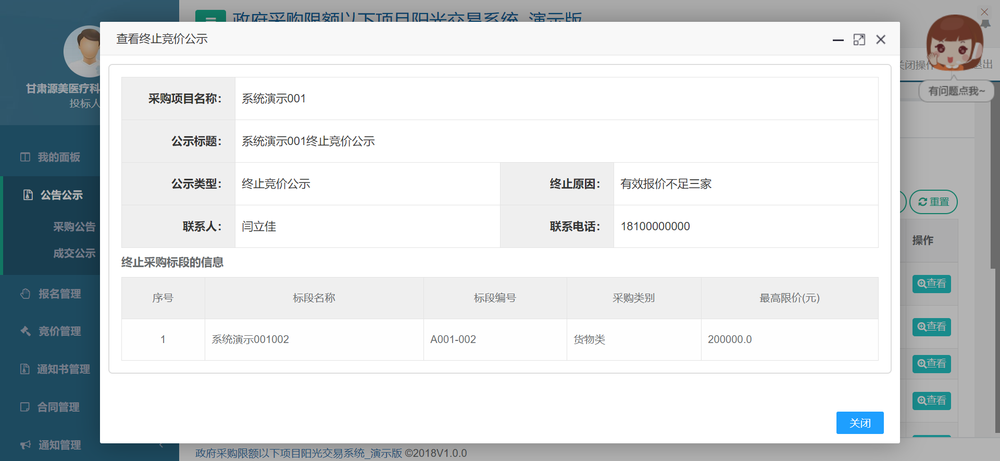 政府采购限额以下项目阳光交易系统_演示版
查看终止竞价公示
甘肃源美医疗科
投标人
关闭操作
退出
有问题点我~
我的面板
公告公示
采购公告
成交公示
报名管理
竞价管理
通知书管理
合同管理
通知管理
采购项目名称： 系统演示001
公示标题： 系统演示001终止竞价公示
公示类型： 终止竞价公示 终止原因： 有效报价不足三家
联系人： 闫立佳 联系电话： 18100000000
终止采购标段的信息
序号 标段名称 标段编号 采购类别 最高限价(元)
1 系统演示001002 A001-002 货物类 200000.0
关闭
重置
操作
查看
查看
查看
查看
政府采购限额以下项目阳光交易系统_演示版 ©2018V1.0.0